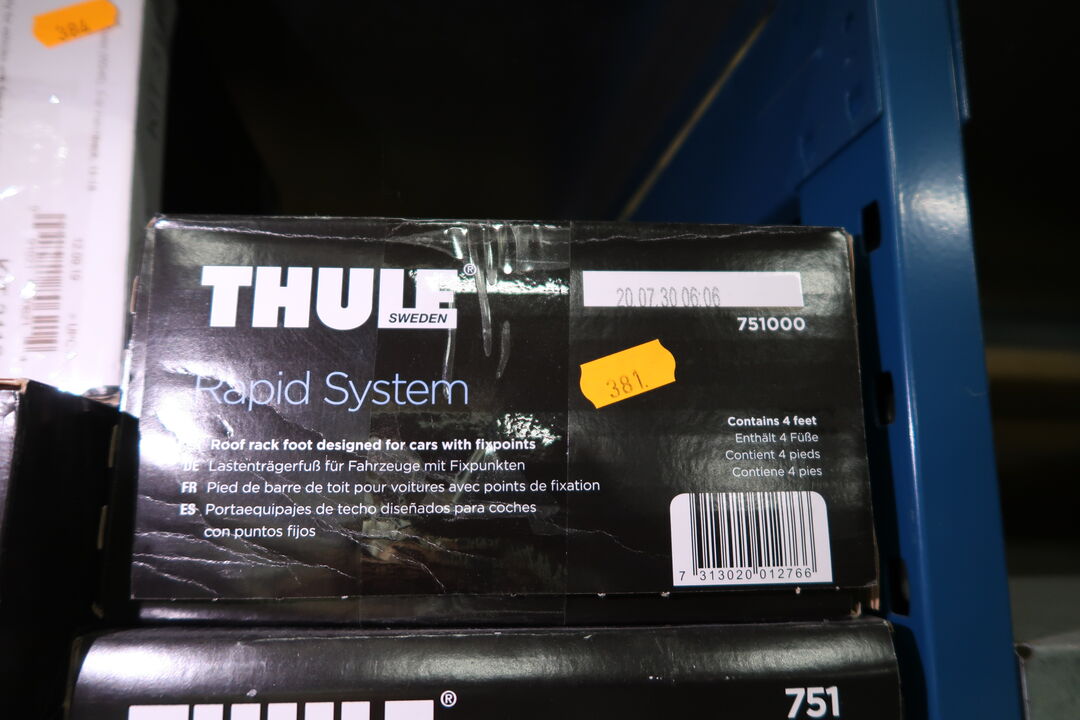 384
THULE®
SWEDEN
20 07 30 06:06
751000
381.
Rapid System
Roof rack foot designed for cars with fixpoints
DE Lastenträgerfuß für Fahrzeuge mit Fixpunkten
FR Pied de barre de toit pour voitures avec points de fixation
ES Portaequipajes de techo diseñados para coches
con puntos fijos
Contains 4 feet
Enthält 4 Füße
Contient 4 pieds
Contiene 4 pies
7 313020 012766
THULE®
751